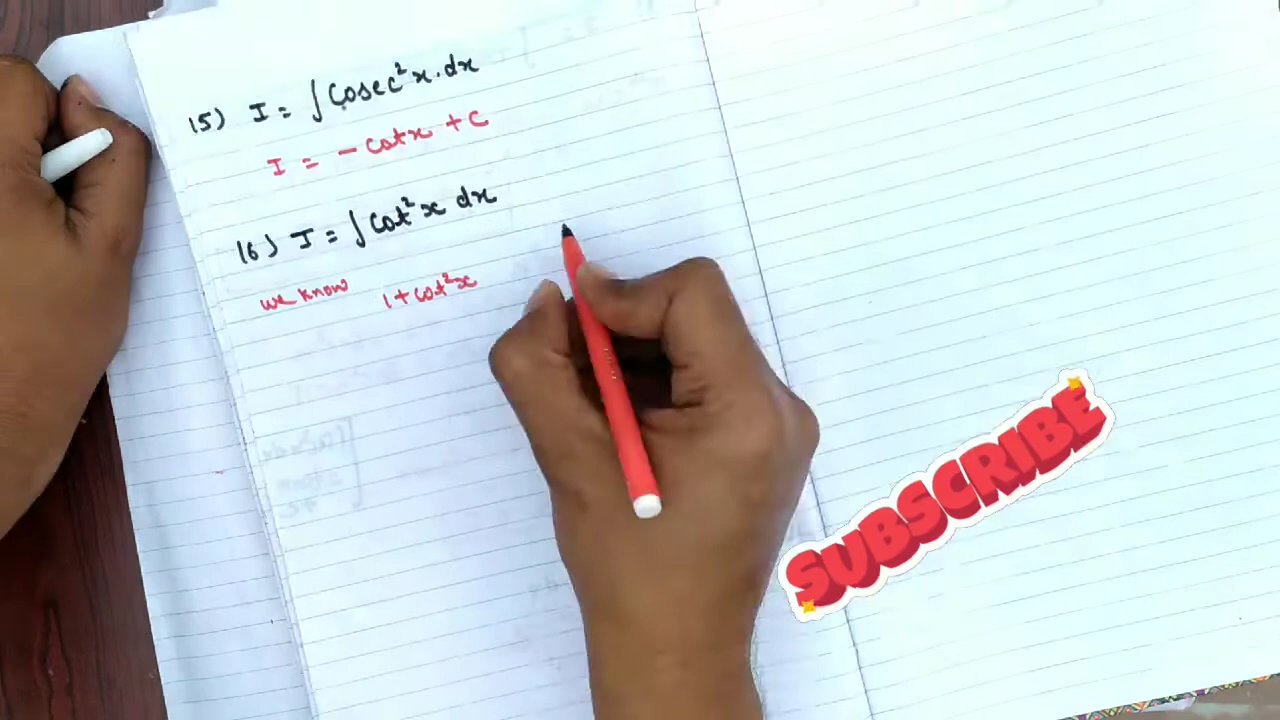 15) I = ∫ Cosec²x.dx
I = - Cotx + C
16) I = ∫ Cot²x dx
we know 1 + cot²x
SUBSCRIBE